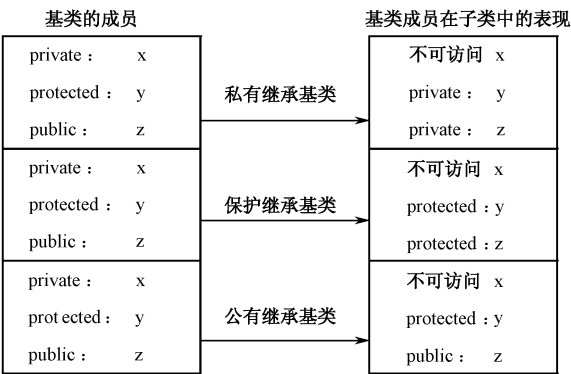 基类的成员
基类成员在子类中的表现
private： x
protected： y
public： z
私有继承基类
不可访问 x
private： y
private： z
private： x
protected： y
public： z
保护继承基类
不可访问 x
protected：y
protected：z
private： x
prot ected： y
public： z
公有继承基类
不可访问 x
protected：y
public： z